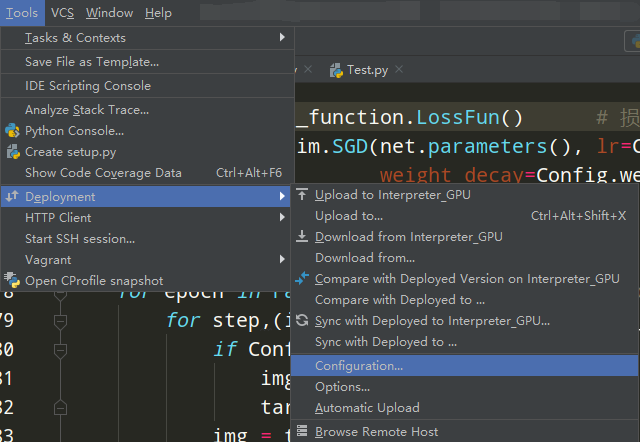 Tools VCS Window Help
Tasks & Contexts
Save File as Template...
IDE Scripting Console
Analyze Stack Trace...
Python Console...
Create setup.py
Show Code Coverage Data Ctrl+Alt+F6
Deployment
HTTP Client
Start SSH session...
Vagrant
Open CProfile snapshot
Test.py
_function.LossFun() # 损
im.SGD(net.parameters(), lr=
weight_decay=Config.we
Upload to Interpreter_GPU
Upload to... Ctrl+Alt+Shift+X
Download from Interpreter_GPU
Download from...
Compare with Deployed Version on Interpreter_GPU
Compare with Deployed to ...
Sync with Deployed to Interpreter_GPU...
Sync with Deployed to ...
Configuration...
Options...
Automatic Upload
Browse Remote Host
for epoch in
79 for step,(i
80 if Conf
81 img
82 tar
img =